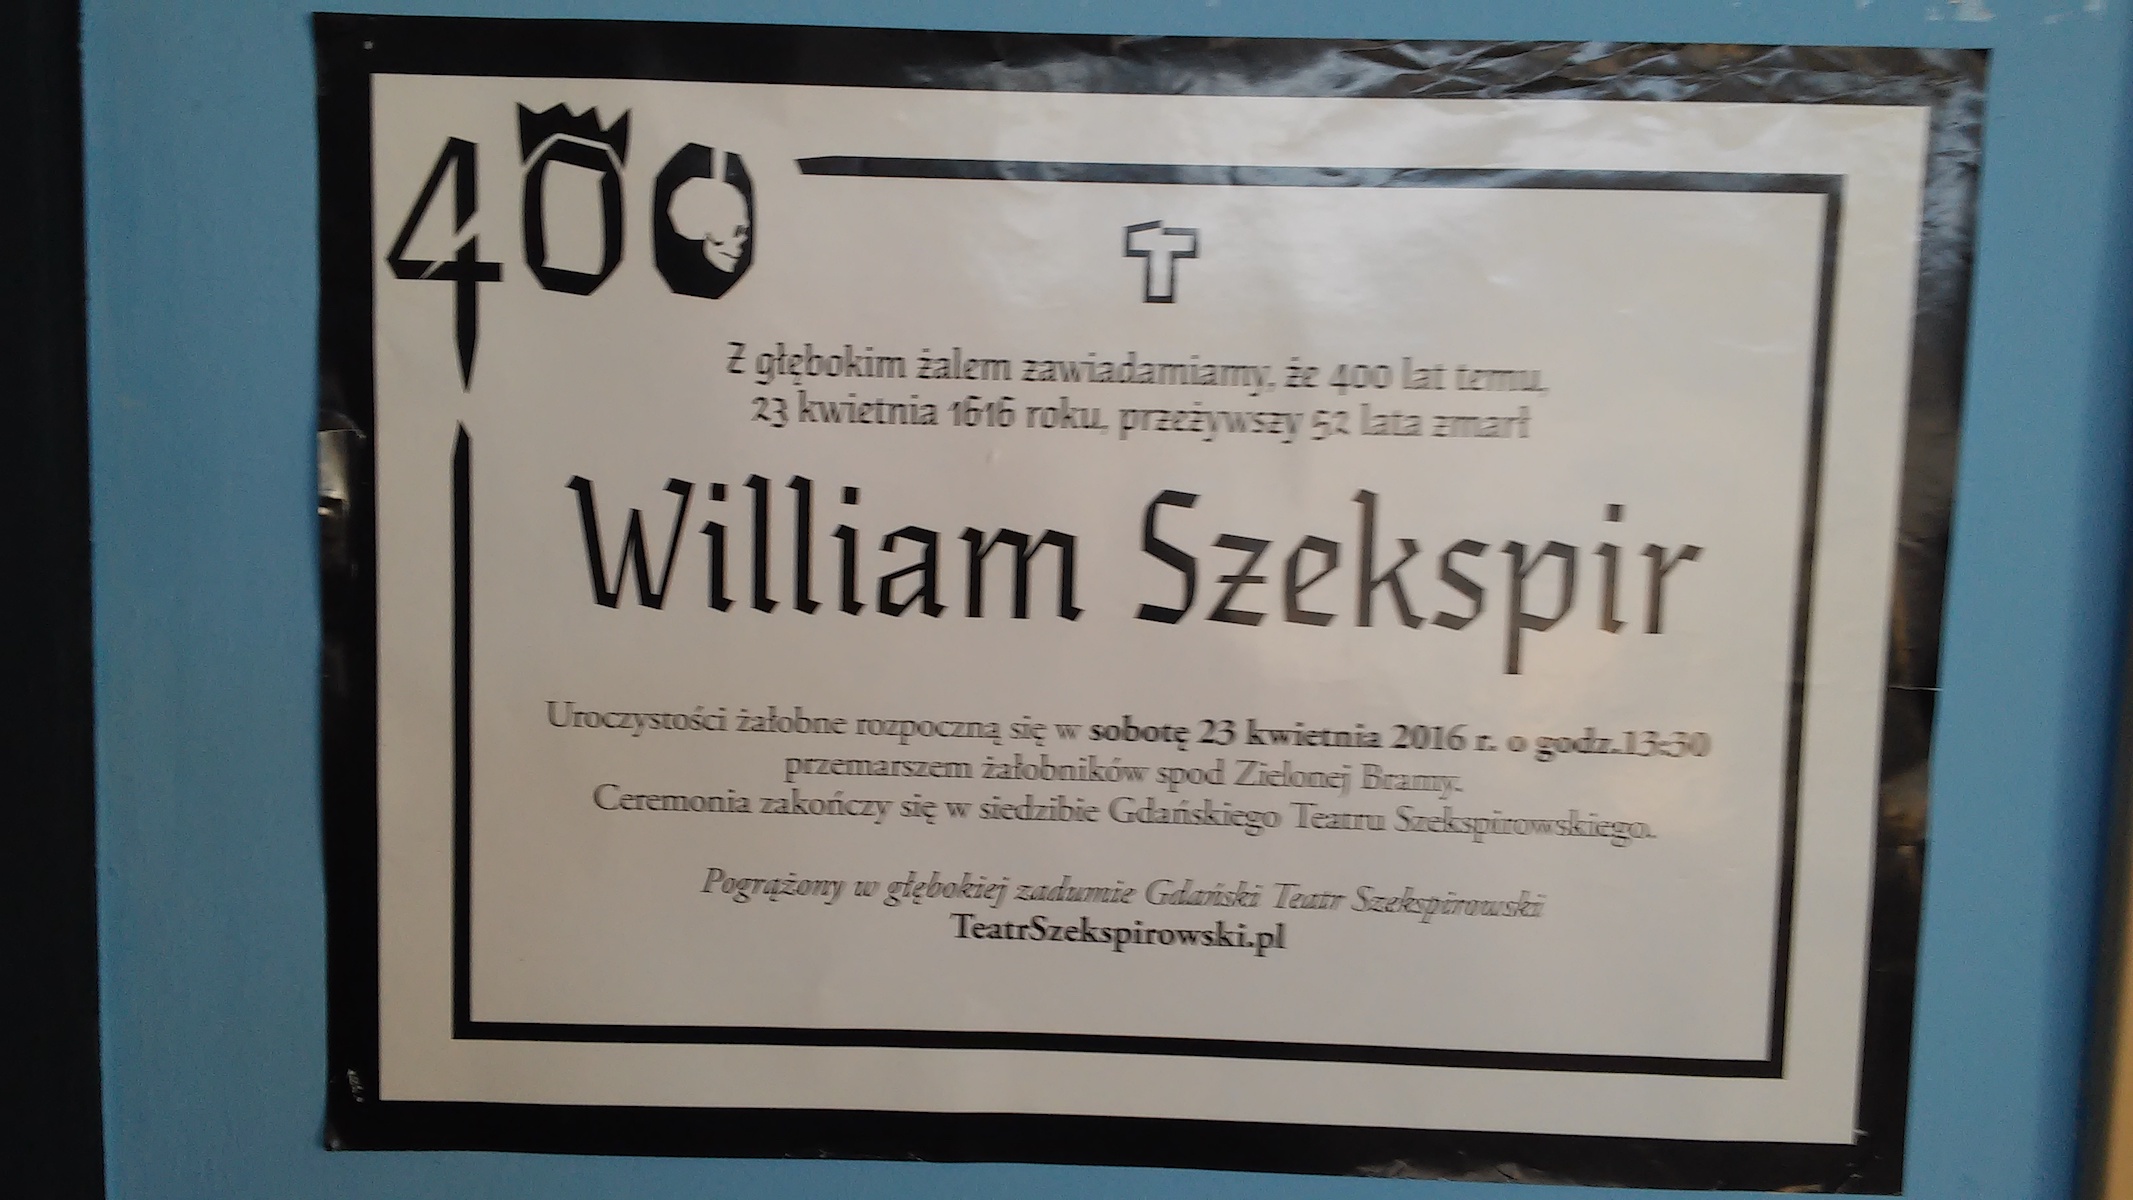 400
Z głębokim żalem zawiadamiamy, że 400 lat temu,
23 kwietnia 1616 roku, przeżywszy 52 lata zmarł
William Szekspir
Uroczystości żałobne rozpoczną się w sobotę 23 kwietnia 2016 r. o godz.13:30
przemarszem żałobników spod Zielonej Bramy.
Ceremonia zakończy się w siedzibie Gdańskiego Teatru Szekspirowskiego.
Pogrążony w głębokiej zadumie Gdański Teatr Szekspirowski
TeatrSzekspirowski.pl